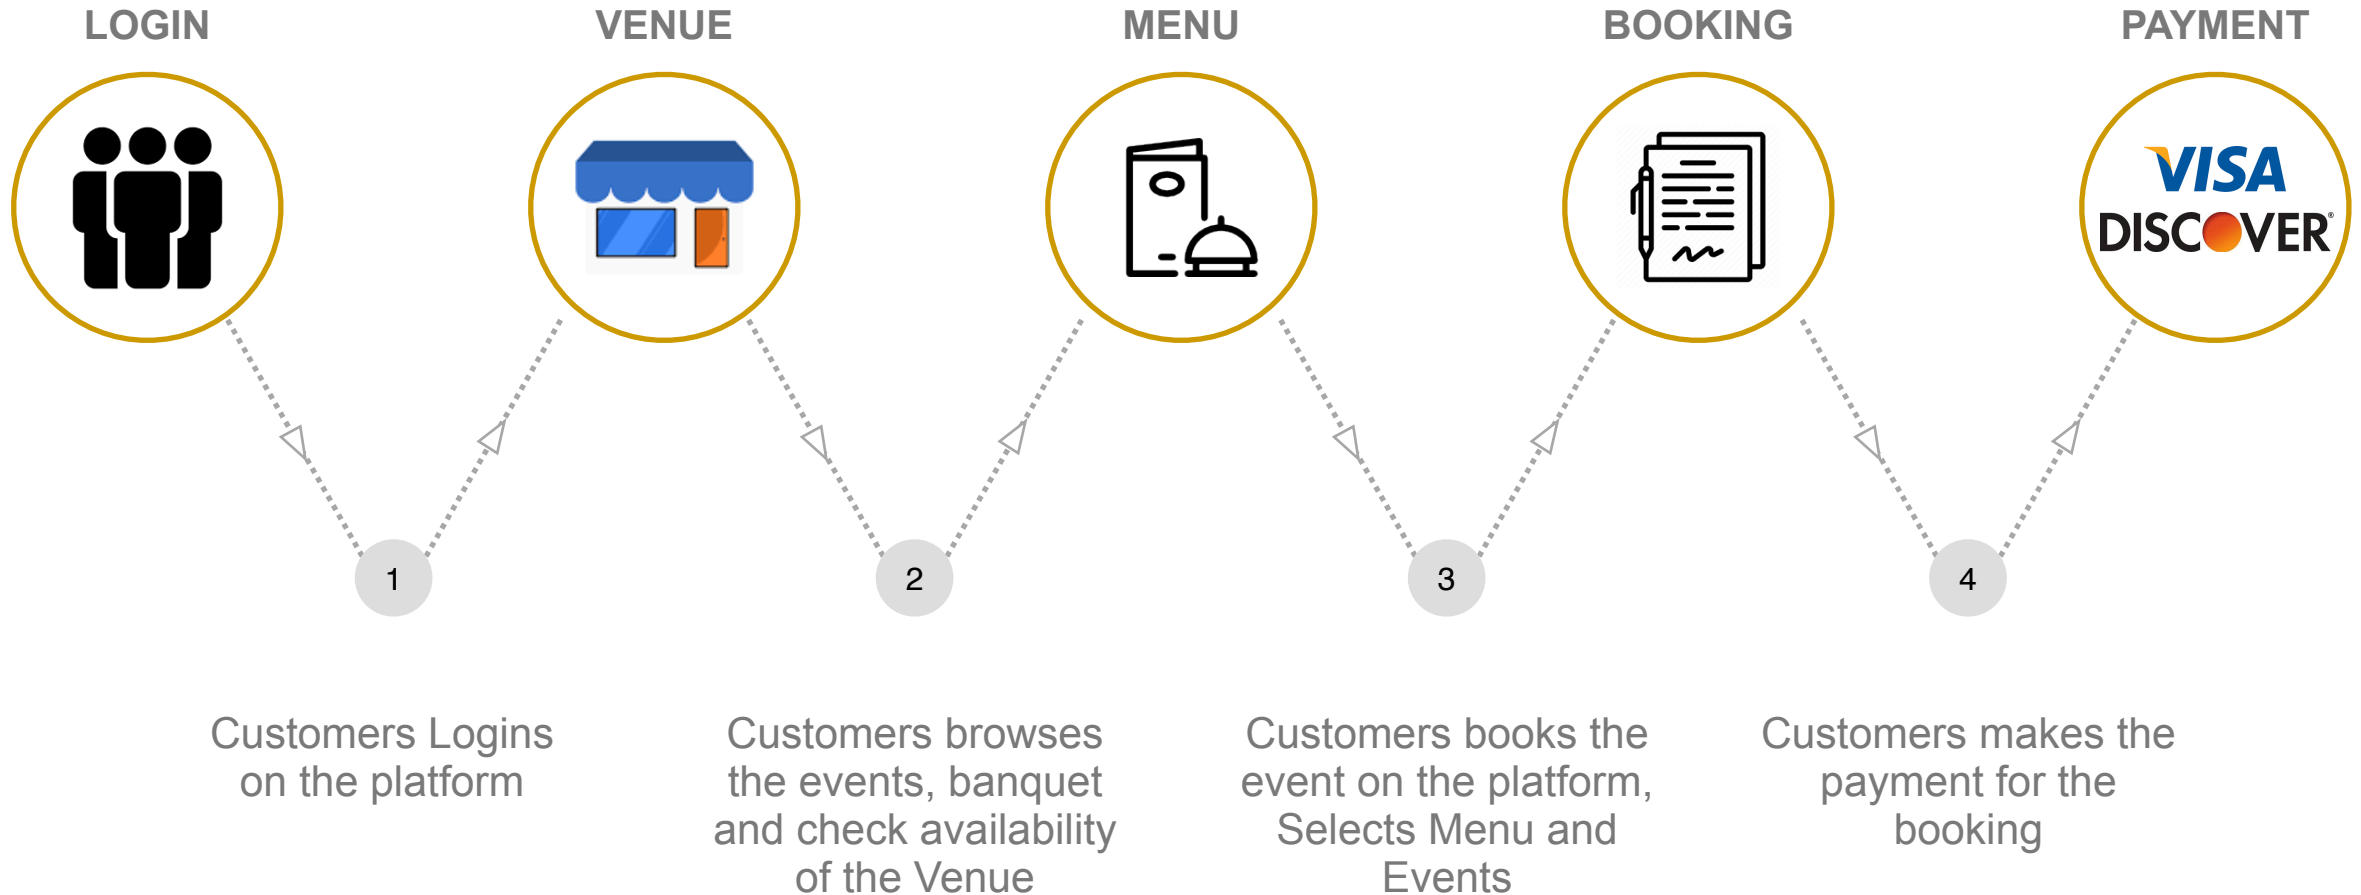 LOGIN
VENUE
MENU
BOOKING
PAYMENT
VISA
DISCOVER®
1
2
3
4
Customers Logins
on the platform
Customers browses
the events, banquet
and check availability
of the Venue
Customers books the
event on the platform,
Selects Menu and
Events
Customers makes the
payment for the
booking